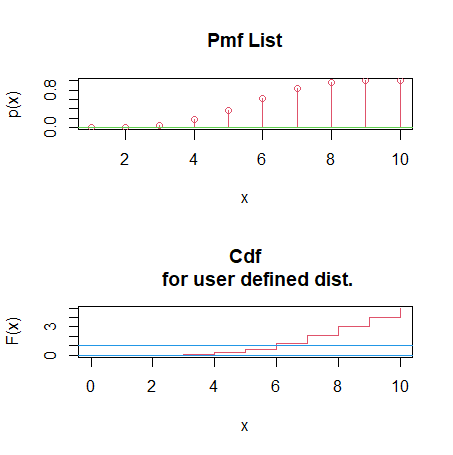 Pmf List
p(x)
0.8
0.0
2 4 6 8 10
x
Cdf
for user defined dist.
F(x)
3
0
0 2 4 6 8 10
x